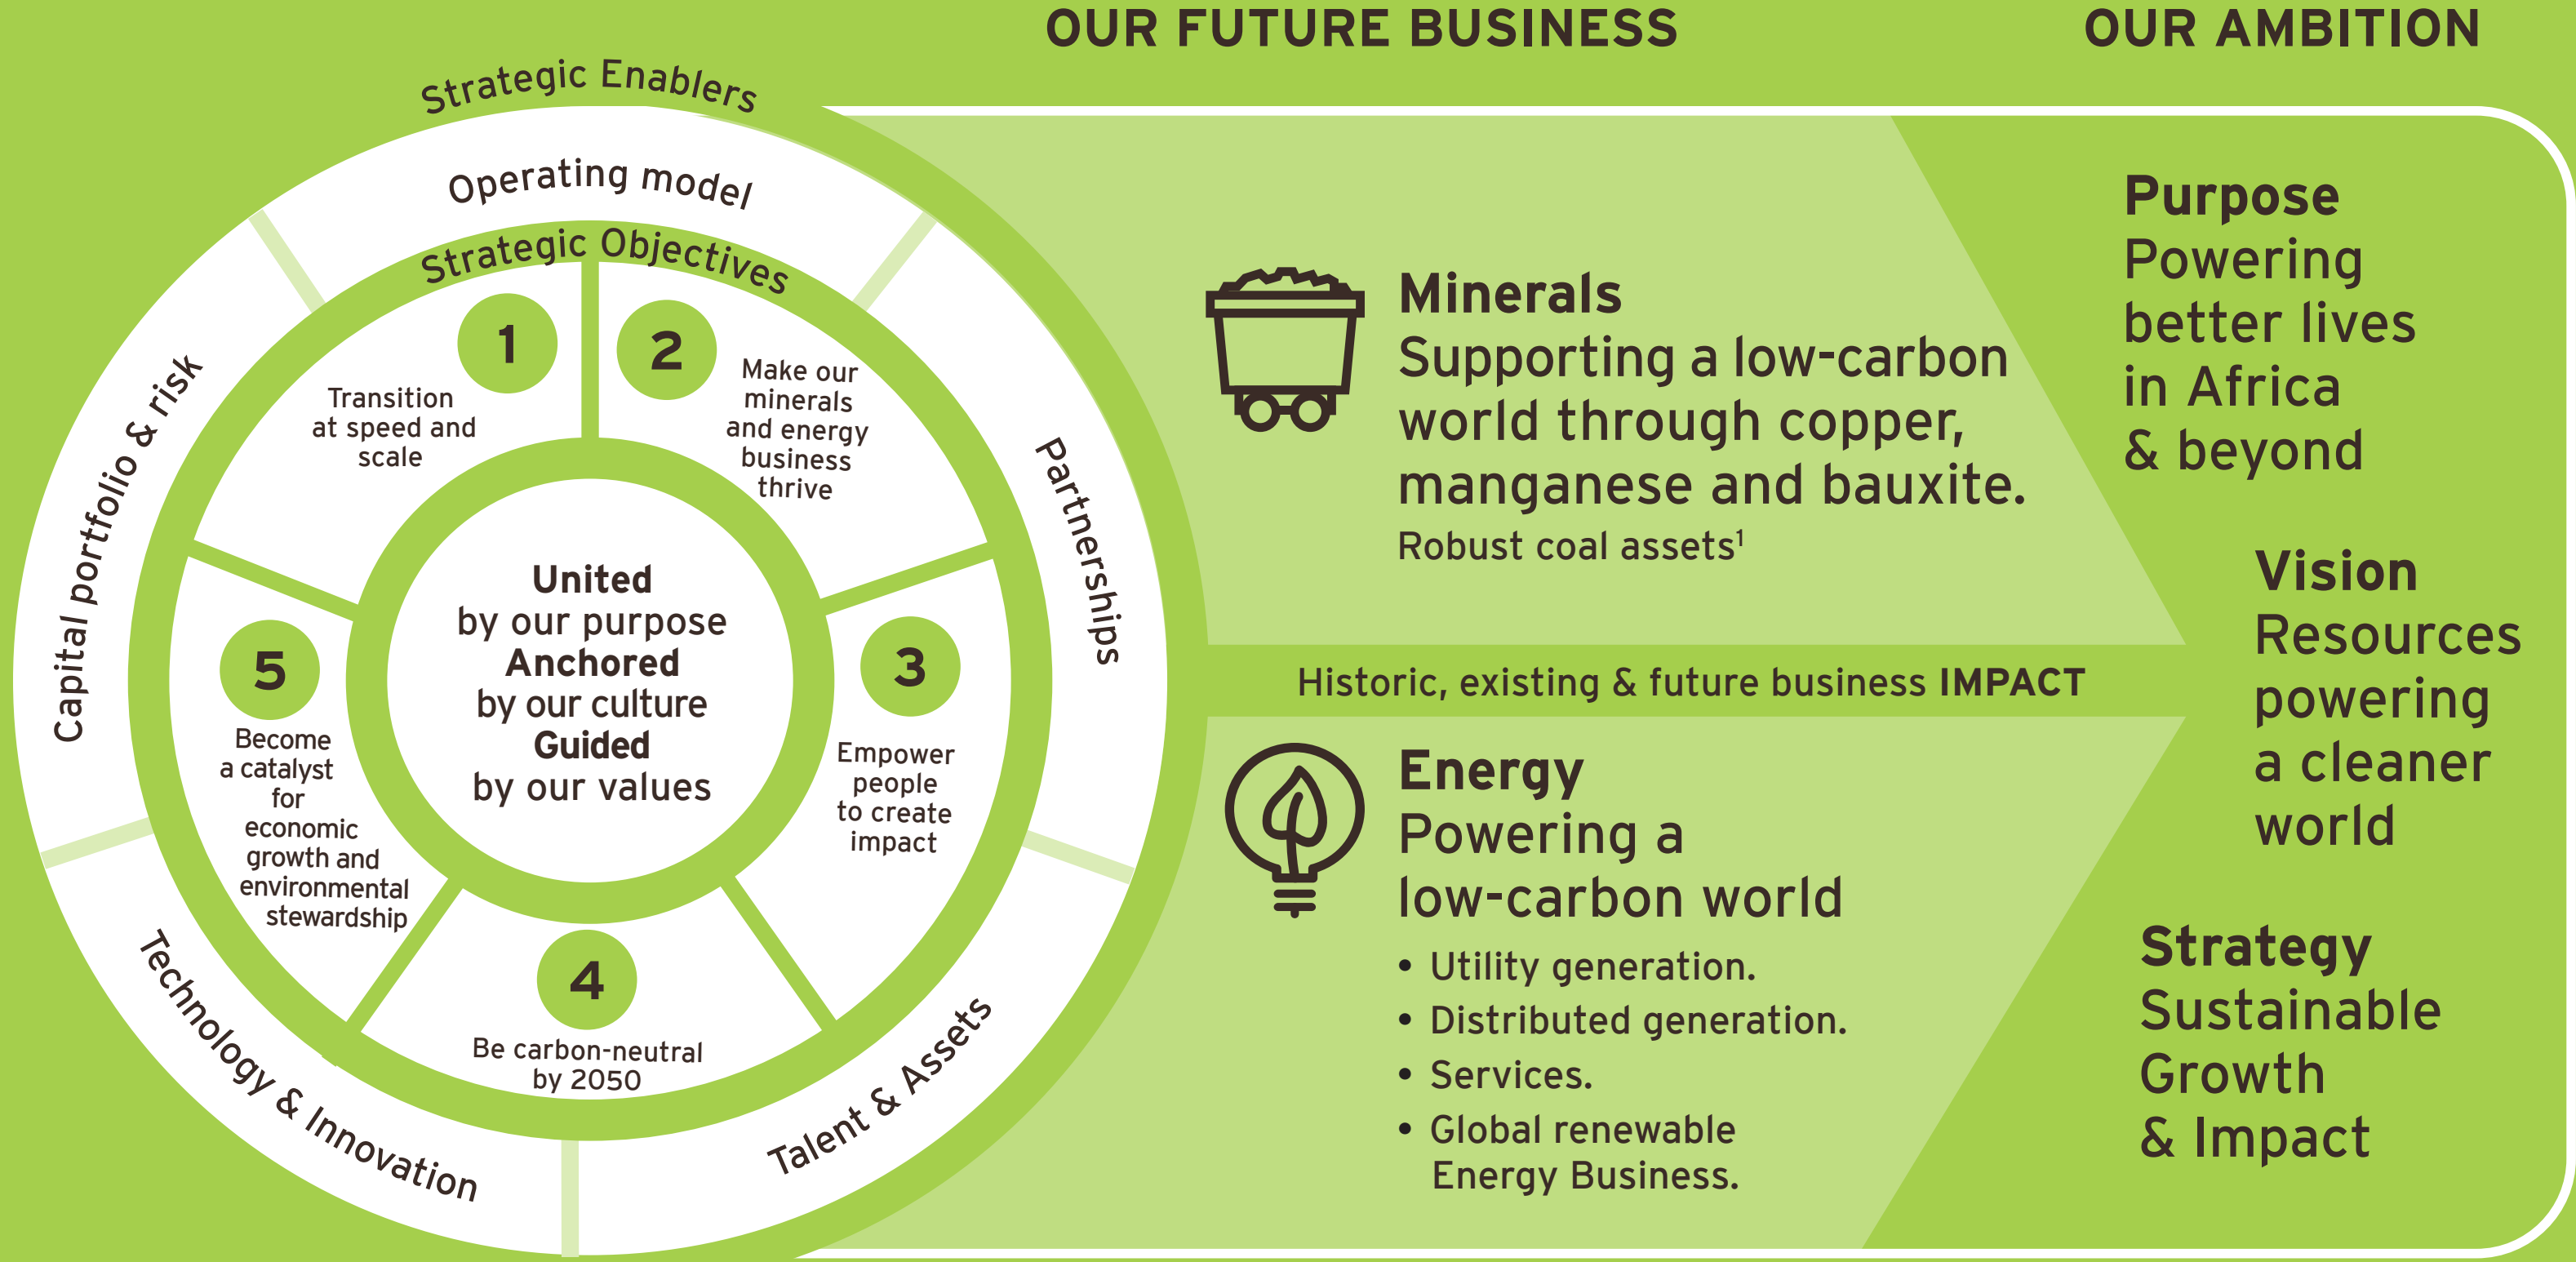 OUR FUTURE BUSINESS
OUR AMBITION
Strategic Enablers
Operating model
Partnerships
Talent & Assets
Technology & Innovation
Capital portfolio & risk
Strategic Objectives
1
Transition
at speed and
scale
2
Make our
minerals
and energy
business
thrive
3
Empower
people
to create
impact
4
Be carbon-neutral
by 2050
5
Become
a catalyst
for
economic
growth and
environmental
stewardship
United
by our purpose
Anchored
by our culture
Guided
by our values
Minerals
Supporting a low-carbon
world through copper,
manganese and bauxite.
Robust coal assets¹
Historic, existing & future business IMPACT
Energy
Powering a
low-carbon world
• Utility generation.
• Distributed generation.
• Services.
• Global renewable
Energy Business.
Purpose
Powering
better lives
in Africa
& beyond
Vision
Resources
powering
a cleaner
world
Strategy
Sustainable
Growth
& Impact